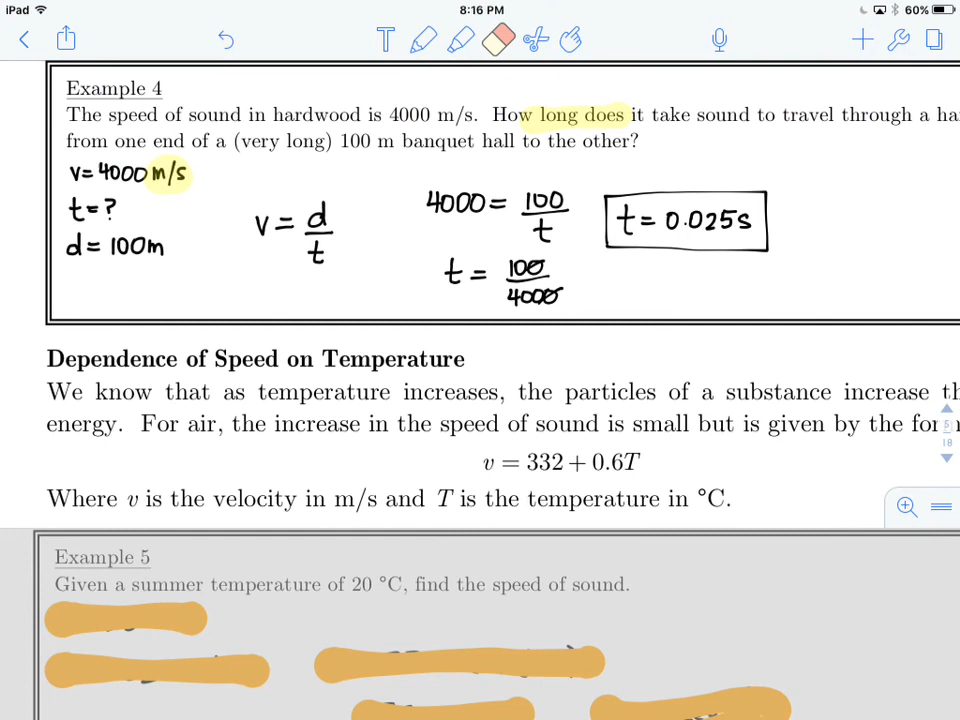 iPad 8:16 PM 60%
T
Example 4
The speed of sound in hardwood is 4000 m/s. How long does it take sound to travel through a
from one end of a (very long) 100 m banquet hall to the other?
v= 4000 m/s
t= ?
d= 100m
v = d/t
4000 = 100/t
t = 100/4000
t = 0.025s
Dependence of Speed on Temperature
We know that as temperature increases, the particles of a substance increase
energy. For air, the increase in the speed of sound is small but is given by the
v = 332 + 0.6T
5
18
Where v is the velocity in m/s and T is the temperature in °C.
Example 5
Given a summer temperature of 20 °C, find the speed of sound.